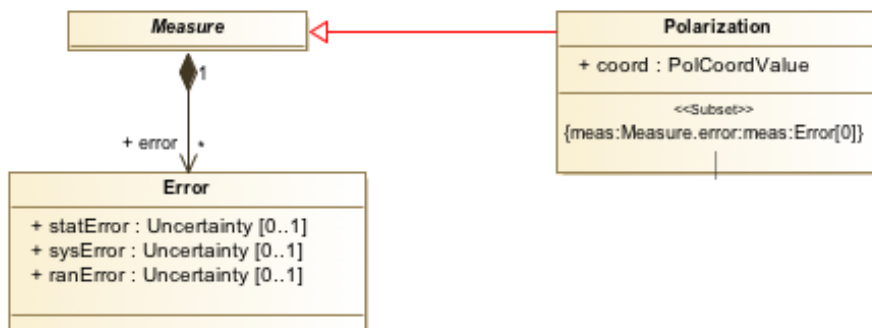 Measure
1
+ error
*
Error
+ statError : Uncertainty [0..1]
+ sysError : Uncertainty [0..1]
+ ranError : Uncertainty [0..1]
Polarization
+ coord : PolCoordValue
<<Subset>>
{meas:Measure.error:meas:Error[0]}